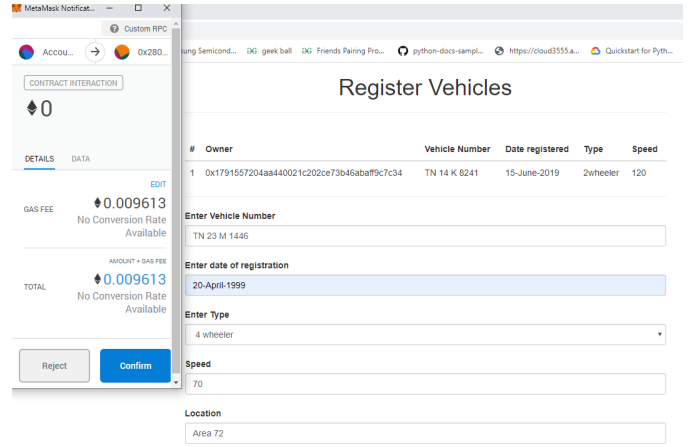 MetaMask Notificat...
Custom RPC
Accou...
0x280...
CONTRACT INTERACTION
0
DETAILS
DATA
EDIT
GAS FEE
0.009613
No Conversion Rate
Available
AMOUNT + GAS FEE
TOTAL
0.009613
No Conversion Rate
Available
Reject
Confirm
ung Semicond...
geek ball
Friends Pairing Pro...
python-docs-sampl...
https://cloud3555.a...
Quickstart for Pyth...
Register Vehicles
# Owner Vehicle Number Date registered Type Speed
1 0x1791557204aa440021c202ce73b46abaff9c7c34 TN 14 K 8241 15-June-2019 2wheeler 120
Enter Vehicle Number
TN 23 M 1446
Enter date of registration
20-April-1999
Enter Type
4 wheeler
Speed
70
Location
Area 72